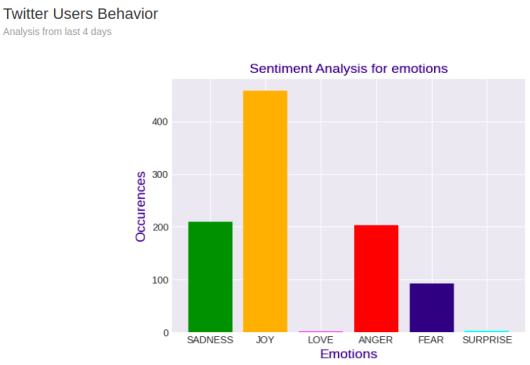 Twitter Users Behavior
Analysis from last 4 days
Sentiment Analysis for emotions
400
300
200
100
0
Occurences
SADNESS JOY LOVE ANGER FEAR SURPRISE
Emotions